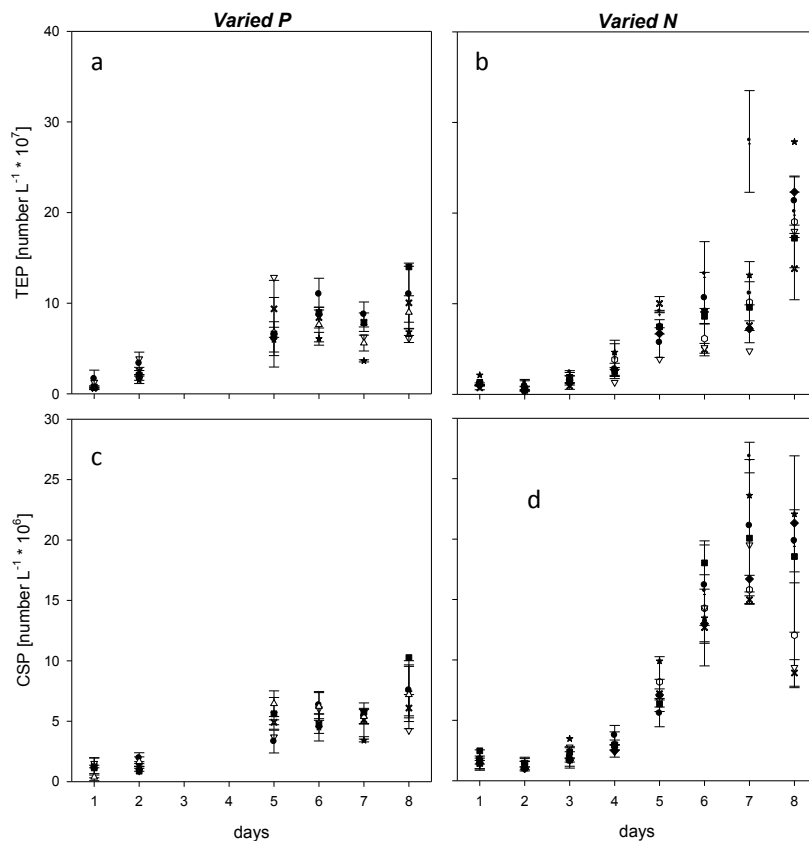 Varied P
Varied N
40
30
20
10
0
TEP [number L⁻¹ * 10⁷]
a
b
30
25
20
15
10
5
0
CSP [number L⁻¹ * 10⁶]
c
d
1 2 3 4 5 6 7 8
1 2 3 4 5 6 7 8
days
days